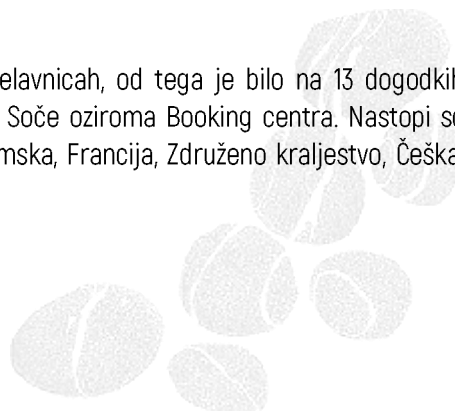 elavnicah, od tega je bilo na 13 dogodkih
Soče oziroma Booking centra. Nastopi so
mska, Francija, Združeno kraljestvo, Češka